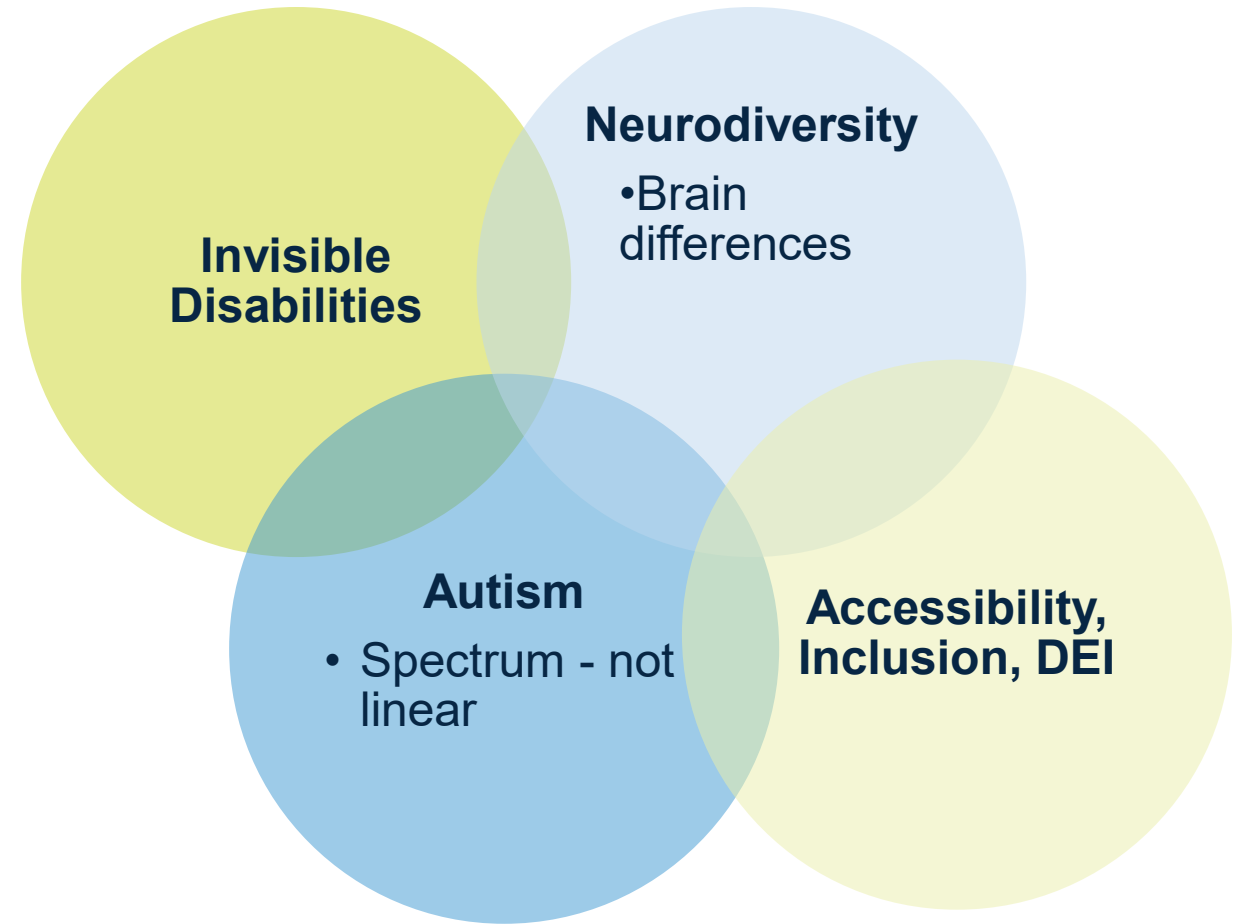 Neurodiversity
•Brain
differences
Invisible
Disabilities
Autism
• Spectrum - not
linear
Accessibility,
Inclusion, DEI